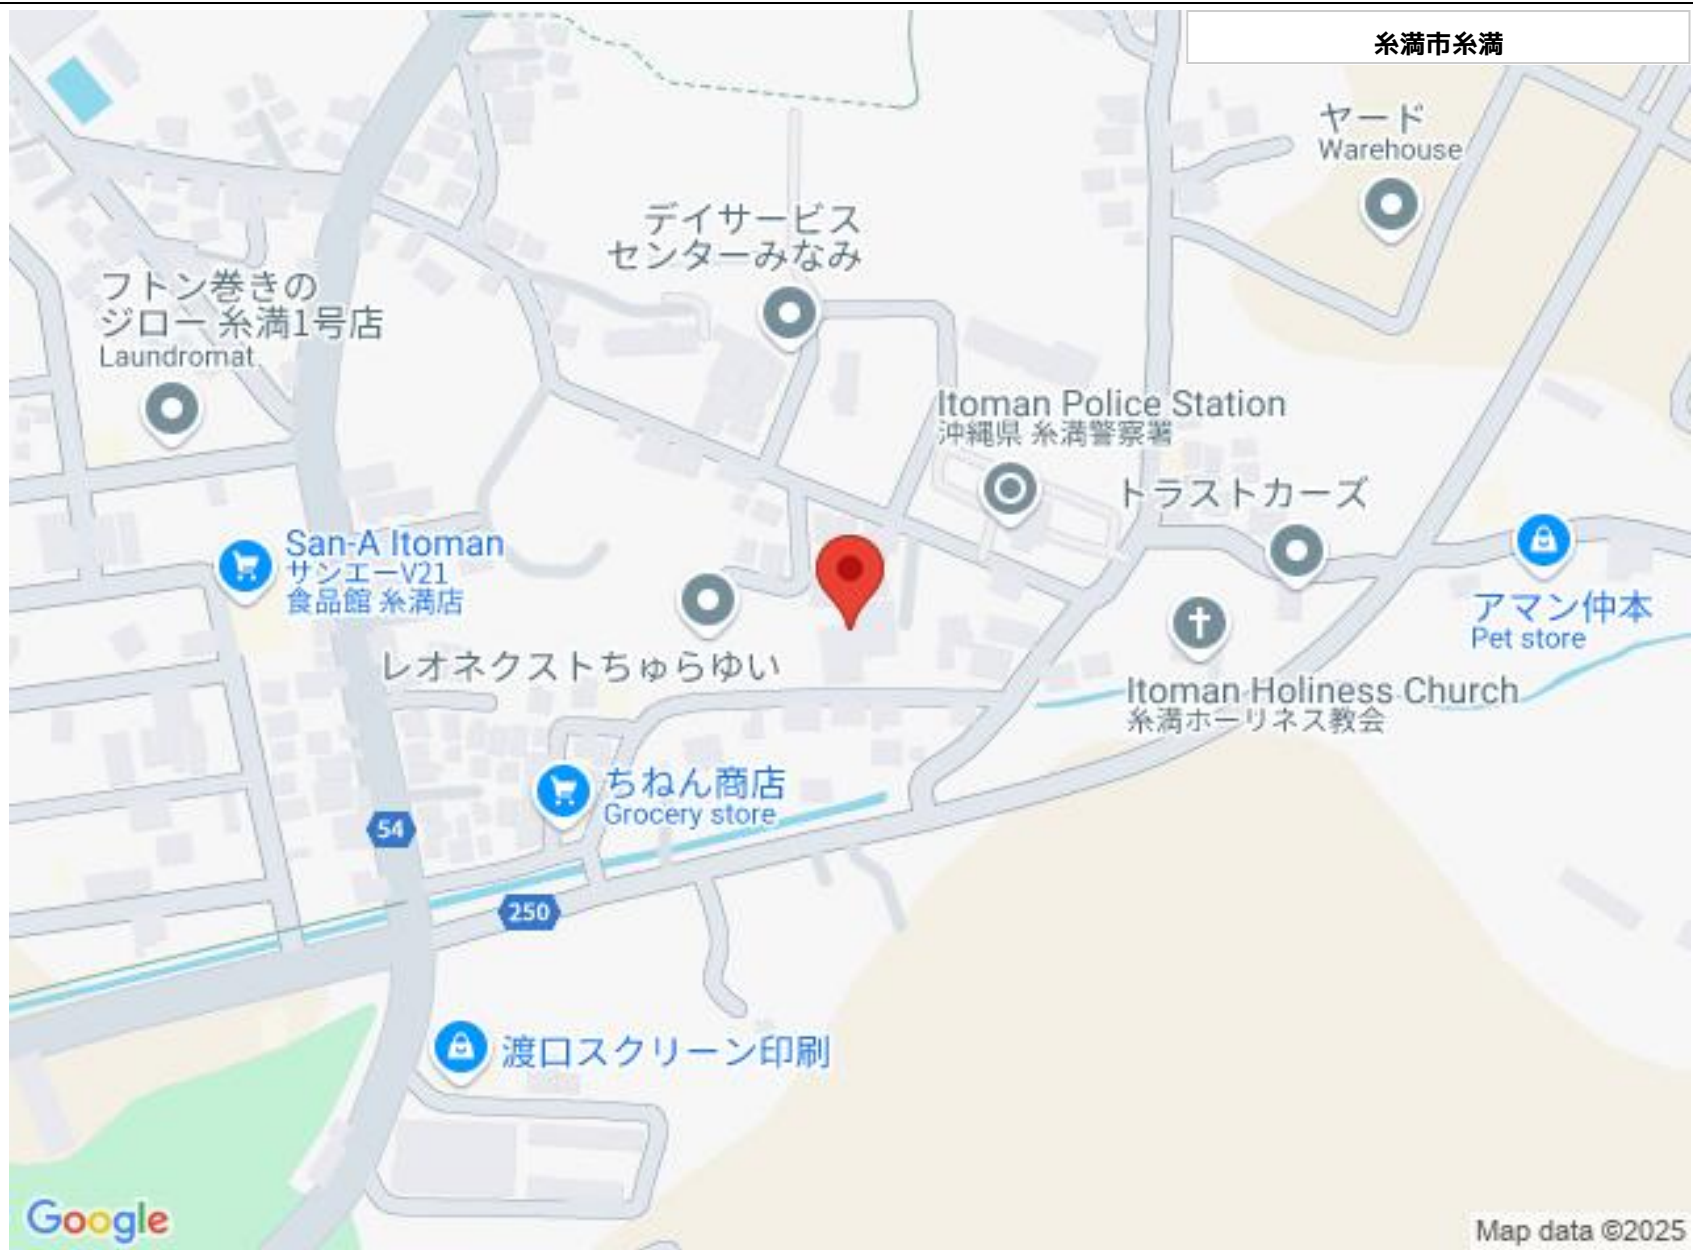 糸満市糸満
ヤード
Warehouse
デイサービス
センターみなみ
フトン巻きの
ジロー 糸満1号店
Laundromat
Itoman Police Station
沖縄県 糸満警察署
トラストカーズ
San-A Itoman
サンエーV21
食品館 糸満店
アマン仲本
Pet store
レオネクストちゅらゆい
Itoman Holiness Church
糸満ホーリネス教会
ちねん商店
Grocery store
54
250
渡口スクリーン印刷
Google
Map data ©2025